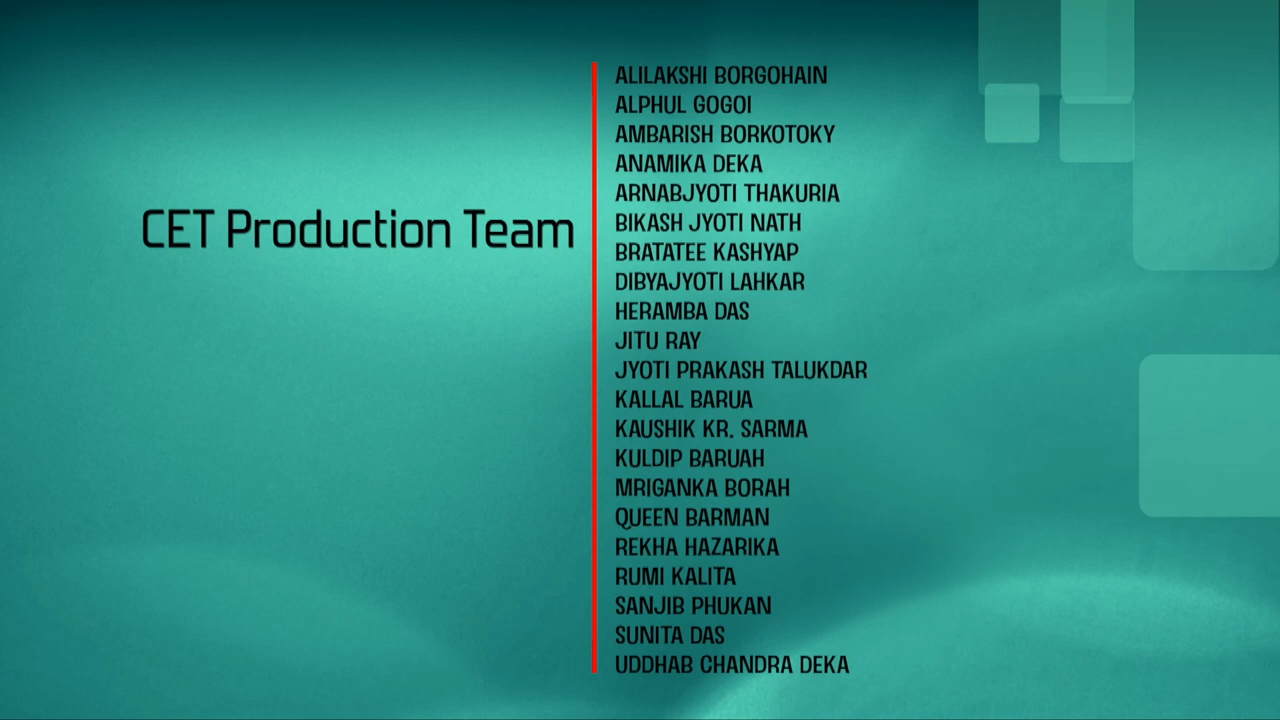 CET Production Team
ALILAKSHI BORGOHAIN
ALPHUL GOGOI
AMBARISH BORKOTOKY
ANAMIKA DEKA
ARNABJYOTI THAKURIA
BIKASH JYOTI NATH
BRATATEE KASHYAP
DIBYAJYOTI LAHKAR
HERAMBA DAS
JITU RAY
JYOTI PRAKASH TALUKDAR
KALLAL BARUA
KAUSHIK KR. SARMA
KULDIP BARUAH
MRIGANKA BORAH
QUEEN BARMAN
REKHA HAZARIKA
RUMI KALITA
SANJIB PHUKAN
SUNITA DAS
UDDHAB CHANDRA DEKA